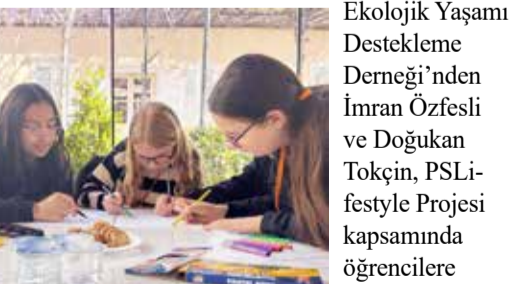 Ekolojik Yaşamı
Destekleme
Derneği’nden
İmran Özfesli
ve Doğukan
Tokçin, PSLi-
festyle Projesi
kapsamında
öğrencilere